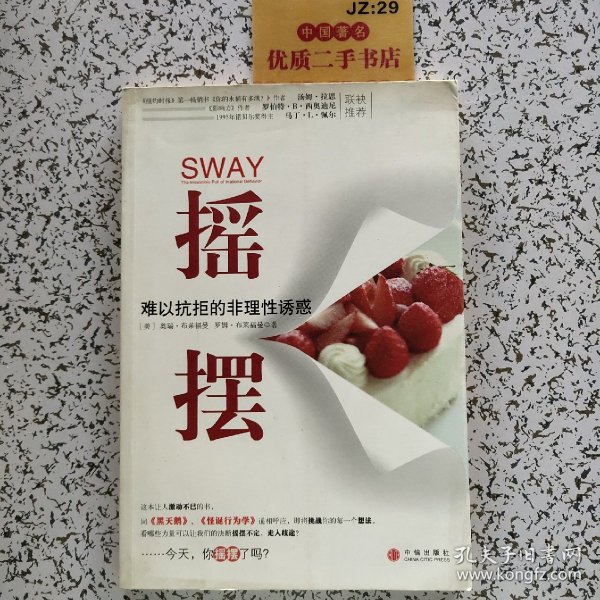 JZ:29
中国著名
优质二手书店
《纽约时报》第一畅销书《你的水桶有多满？》作者 汤姆·拉思
《影响力》作者 罗伯特·B·西奥迪尼
1995年诺贝尔奖得主 马丁·L·佩尔
联袂
推荐
SWAY
The Irresistible Pull of Irrational Behavior
摇
难以抗拒的非理性诱惑
[美] 奥瑞·布莱福曼 罗姆·布莱福曼◎著
摆
这本让人激动不已的书，
同《黑天鹅》、《怪诞行为学》遥相呼应，即将挑战你的每一个想法。
看哪些力量可以让我们的决断摇摆不定、走入歧途？
……今天，你摇摆了吗？
中信出版社
CHINA CITIC PRESS
孔夫子旧书网
www.kongfz.com